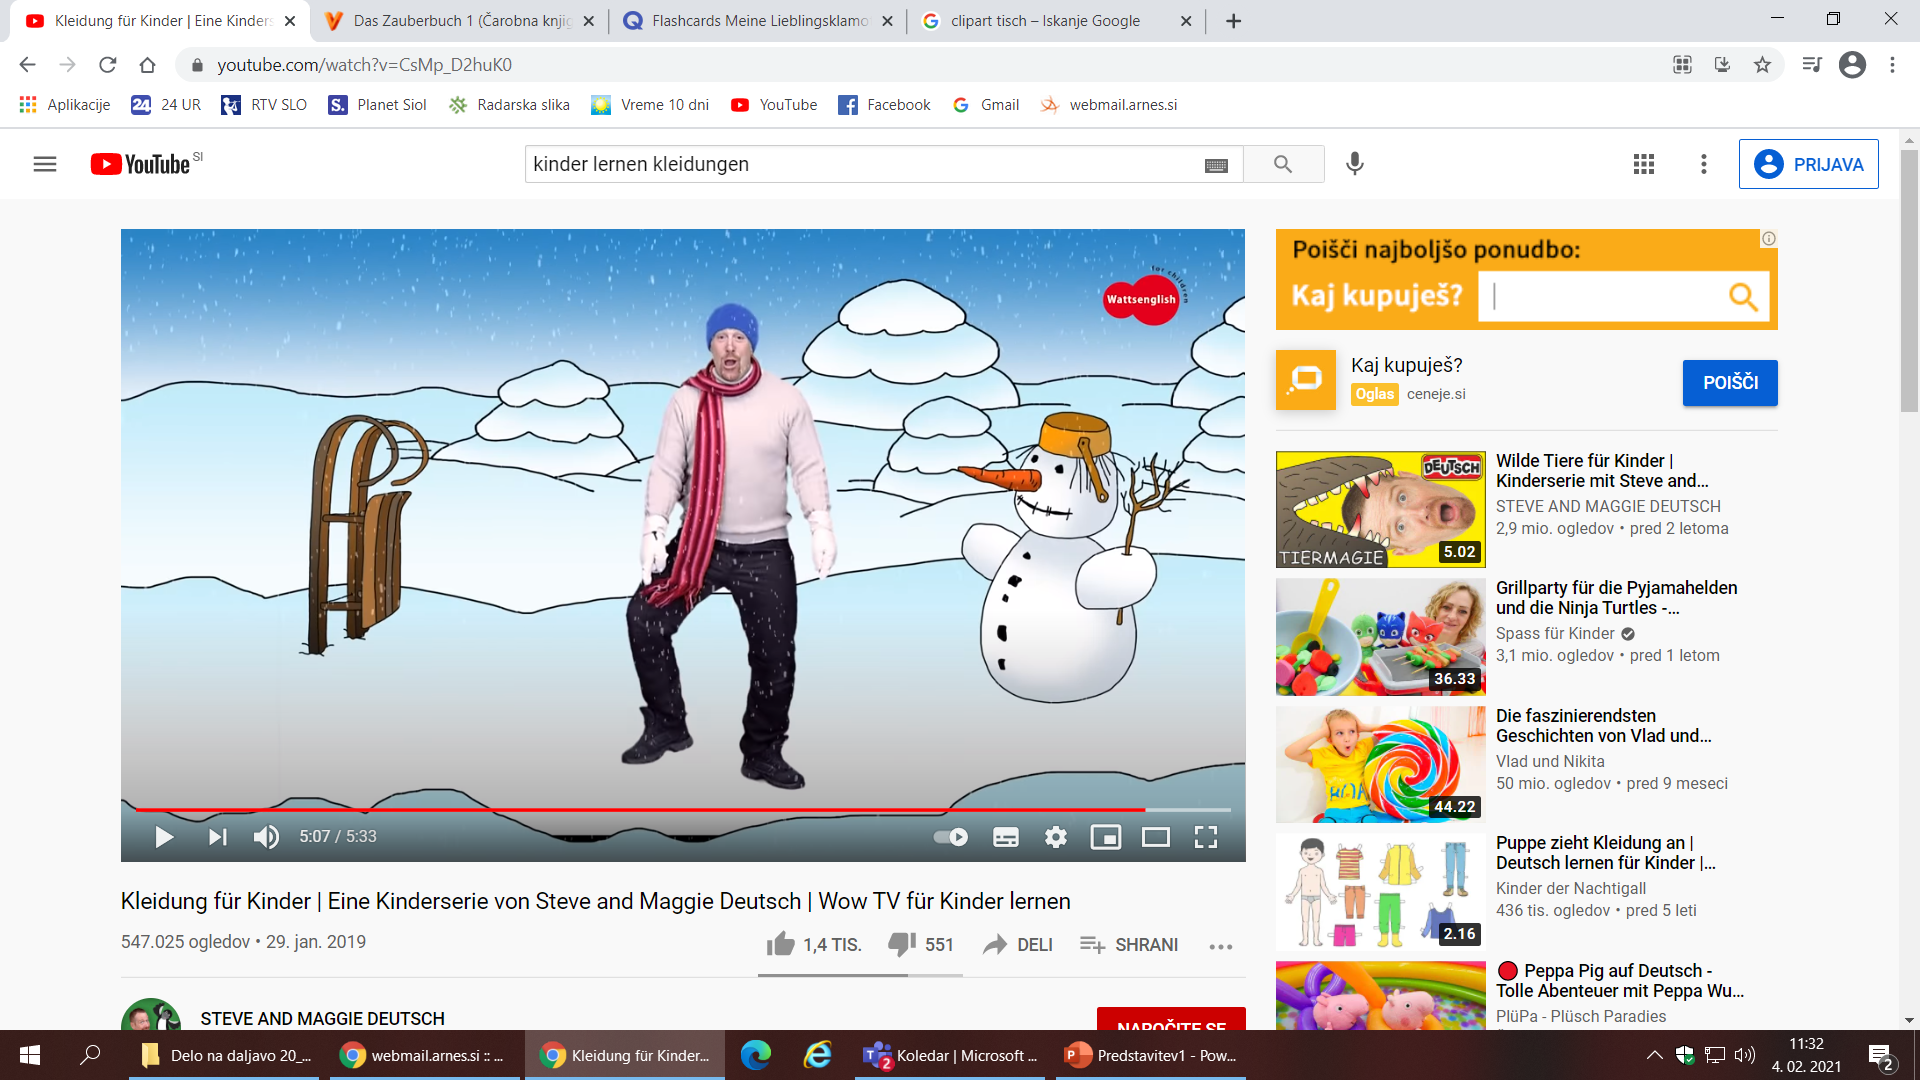 Kleidung für Kinder | Eine Kinders
Das Zauberbuch 1 (Čarobna knjig
Flashcards Meine Lieblingsklamot
clipart tisch – Iskanje Google
youtube.com/watch?v=CsMp_D2huK0
Aplikacije
24 UR
RTV SLO
Planet Siol
Radarska slika
Vreme 10 dni
YouTube
Facebook
Gmail
webmail.arnes.si
YouTube SI
kinder lernen kleidungen
PRIJAVA
for children
Wattsenglish
5:07 / 5:33
Kleidung für Kinder | Eine Kinderserie von Steve and Maggie Deutsch | Wow TV für Kinder lernen
547.025 ogledov • 29. jan. 2019
1,4 TIS.
551
DELI
SHRANI
STEVE AND MAGGIE DEUTSCH
NAROČITE SE
Poišči najboljšo ponudbo:
Kaj kupuješ?
Kaj kupuješ?
Oglas ceneje.si
POIŠČI
DEUTSCH
TIERMAGIE
5.02
Wilde Tiere für Kinder |
Kinderserie mit Steve and...
STEVE AND MAGGIE DEUTSCH
2,9 mio. ogledov • pred 2 letoma
36.33
Grillparty für die Pyjamahelden
und die Ninja Turtles -...
Spass für Kinder
3,1 mio. ogledov • pred 1 letom
44.22
Die faszinierendsten
Geschichten von Vlad und...
Vlad und Nikita
50 mio. ogledov • pred 9 meseci
2.16
Puppe zieht Kleidung an |
Deutsch lernen für Kinder |...
Kinder der Nachtigall
436 tis. ogledov • pred 5 leti
Peppa Pig auf Deutsch -
Tolle Abenteuer mit Peppa Wu...
PlüPa - Plüsch Paradies
Delo na daljavo 20_...
webmail.arnes.si :: ...
Kleidung für Kinder...
2
Koledar | Microsoft ...
Predstavitev1 - Pow...
11:32
4. 02. 2021
2